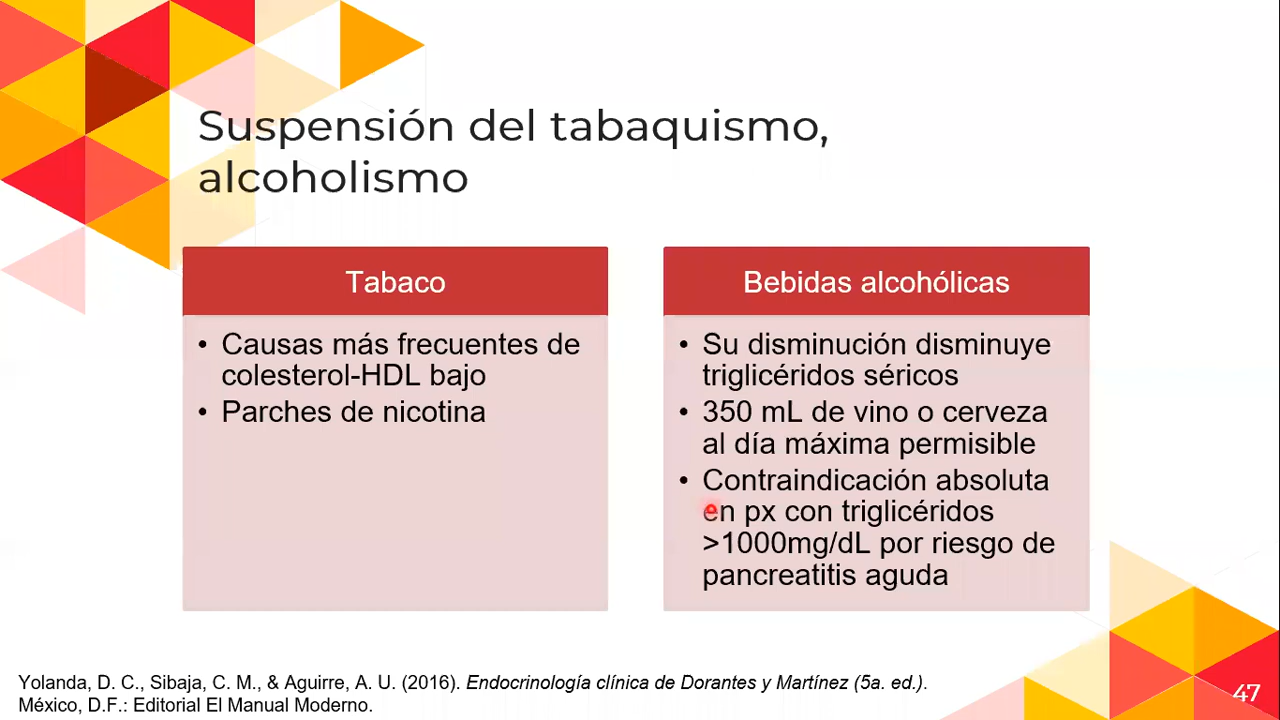 Suspensión del tabaquismo,
alcoholismo
Tabaco
• Causas más frecuentes de
colesterol-HDL bajo
• Parches de nicotina
Bebidas alcohólicas
• Su disminución disminuye
triglicéridos séricos
• 350 mL de vino o cerveza
al día máxima permisible
• Contraindicación absoluta
en px con triglicéridos
>1000mg/dL por riesgo de
pancreatitis aguda
Yolanda, D. C., Sibaja, C. M., & Aguirre, A. U. (2016). Endocrinología clínica de Dorantes y Martínez (5a. ed.).
México, D.F.: Editorial El Manual Moderno.
47